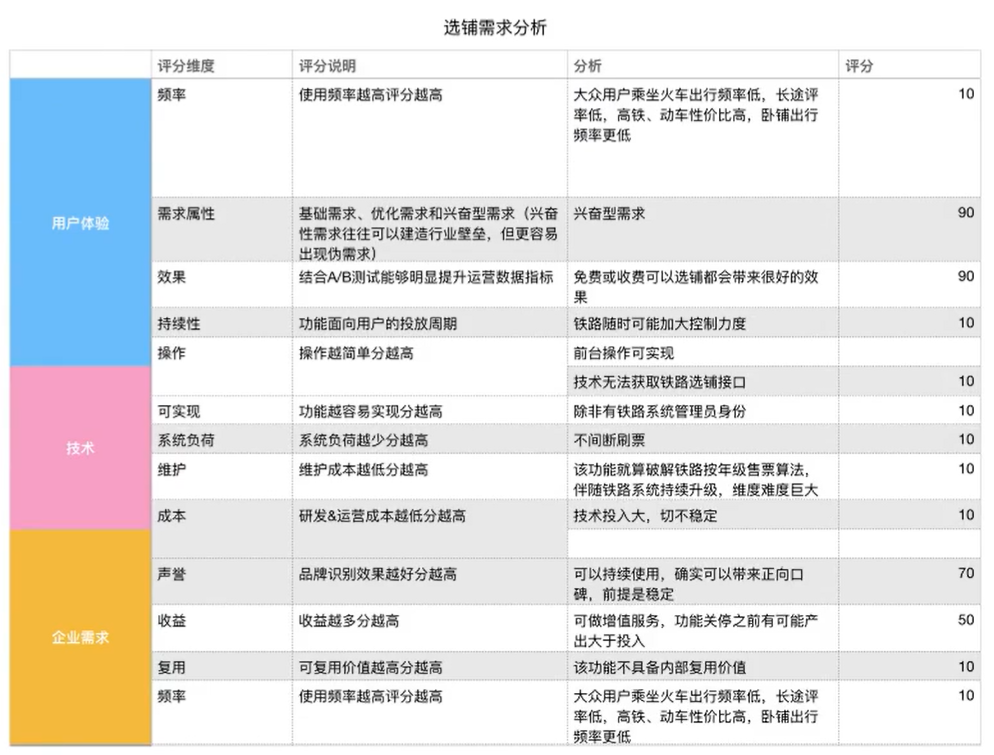 选铺需求分析
评分维度 评分说明 分析 评分
用户体验
频率 使用频率越高评分越高 大众用户乘坐火车出行频率低，长途评 10
率低，高铁、动车性价比高，卧铺出行
频率更低
需求属性 基础需求、优化需求和兴奋型需求（兴奋 兴奋型需求 90
性需求往往可以建造行业壁垒，但更容易
出现伪需求）
效果 结合A/B测试能够明显提升运营数据指标 免费或收费可以选铺都会带来很好的效 90
果
持续性 功能面向用户的投放周期 铁路随时可能加大控制力度 10
操作 操作越简单分越高 前台操作可实现
技术
技术无法获取铁路选铺接口 10
可实现 功能越容易实现分越高 除非有铁路系统管理员身份 10
系统负荷 系统负荷越少分越高 不间断刷票 10
维护 维护成本越低分越高 该功能就算破解铁路按年级售票算法， 10
伴随铁路系统持续升级，维度难度巨大
成本 研发&运营成本越低分越高 技术投入大，切不稳定 10
企业需求
声誉 品牌识别效果越好分越高 可以持续使用，确实可以带来正向口 70
碑，前提是稳定
收益 收益越多分越高 可做增值服务，功能关停之前有可能产 50
出大于投入
复用 可复用价值越高分越高 该功能不具备内部复用价值 10
频率 使用频率越高评分越高 大众用户乘坐火车出行频率低，长途评 10
率低，高铁、动车性价比高，卧铺出行
频率更低